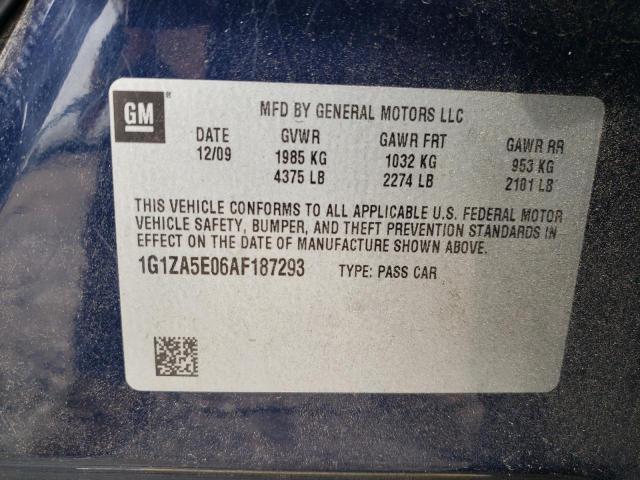 GM®
MFD BY GENERAL MOTORS LLC
DATE GVWR GAWR FRT GAWR RR
12/09 1985 KG 1032 KG 953 KG
4375 LB 2274 LB 2101 LB
THIS VEHICLE CONFORMS TO ALL APPLICABLE U.S. FEDERAL MOTOR
VEHICLE SAFETY, BUMPER, AND THEFT PREVENTION STANDARDS IN
EFFECT ON THE DATE OF MANUFACTURE SHOWN ABOVE.
1G1ZA5E06AF187293 TYPE: PASS CAR